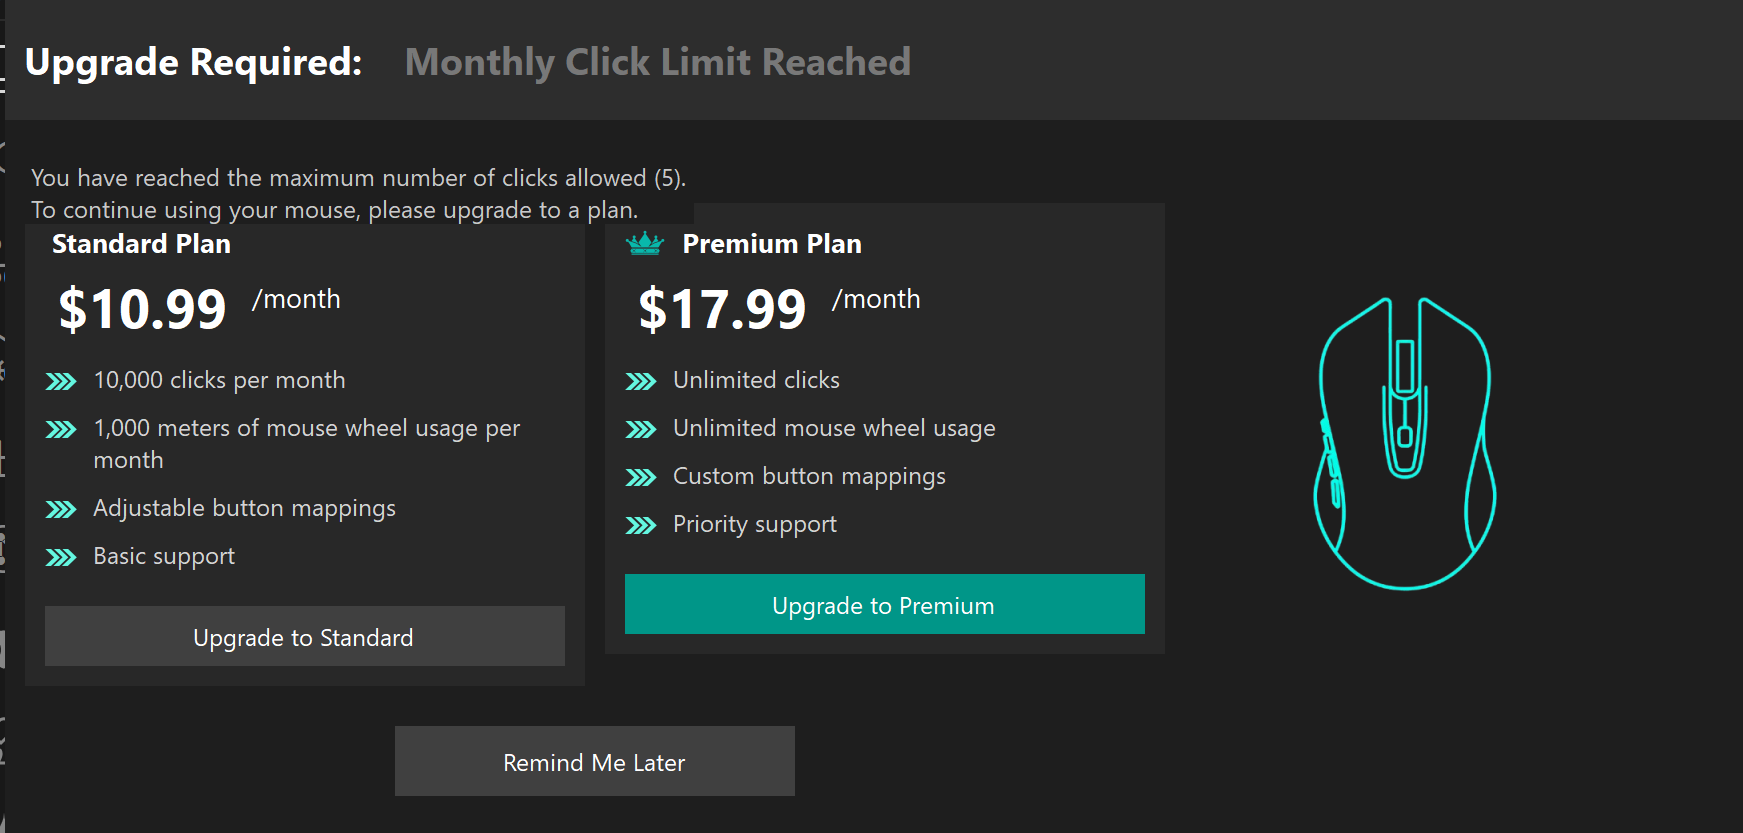 Upgrade Required: Monthly Click Limit Reached
You have reached the maximum number of clicks allowed (5).
To continue using your mouse, please upgrade to a plan.
Standard Plan
$10.99 /month
10,000 clicks per month
1,000 meters of mouse wheel usage per
month
Adjustable button mappings
Basic support
Upgrade to Standard
Premium Plan
$17.99 /month
Unlimited clicks
Unlimited mouse wheel usage
Custom button mappings
Priority support
Upgrade to Premium
Remind Me Later